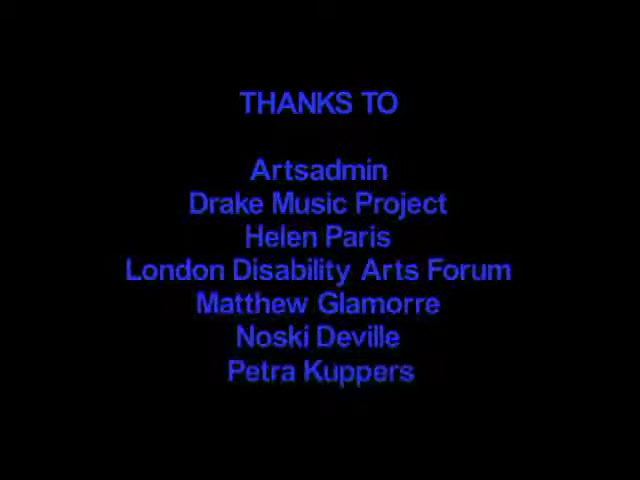 THANKS TO
Artsadmin
Drake Music Project
Helen Paris
London Disability Arts Forum
Matthew Glamorre
Noski Deville
Petra Kuppers